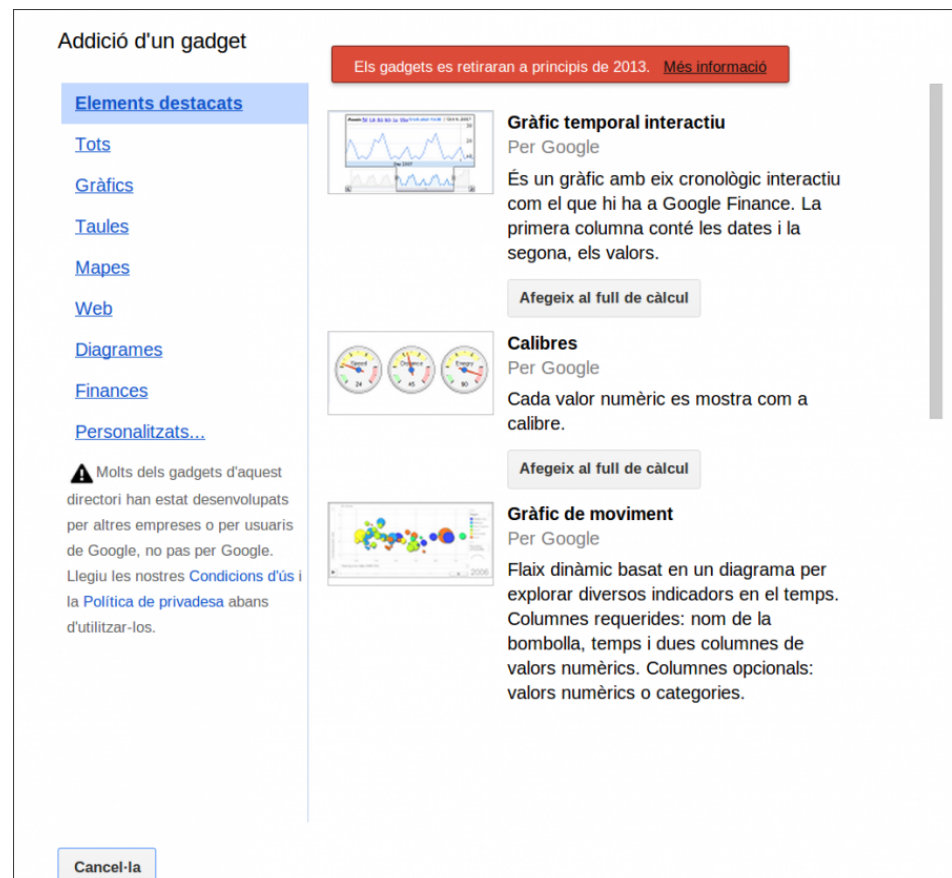 Addició d'un gadget
Els gadgets es retiraran a principis de 2013. Més informació
Elements destacats
Tots
Gràfics
Taules
Mapes
Web
Diagrames
Finances
Personalitzats...
Molts dels gadgets d'aquest
directori han estat desenvolupats
per altres empreses o per usuaris
de Google, no pas per Google.
Llegiu les nostres Condicions d'ús i
la Política de privadesa abans
d'utilitzar-los.
Gràfic temporal interactiu
Per Google
És un gràfic amb eix cronològic interactiu
com el que hi ha a Google Finance. La
primera columna conté les dates i la
segona, els valors.
Afegeix al full de càlcul
Speed
24
45
Energy
90
Calibres
Per Google
Cada valor numèric es mostra com a
calibre.
Afegeix al full de càlcul
2006
Gràfic de moviment
Per Google
Flaix dinàmic basat en un diagrama per
explorar diversos indicadors en el temps.
Columnes requerides: nom de la
bombolla, temps i dues columnes de
valors numèrics. Columnes opcionals:
valors numèrics o categories.
Cancel·la